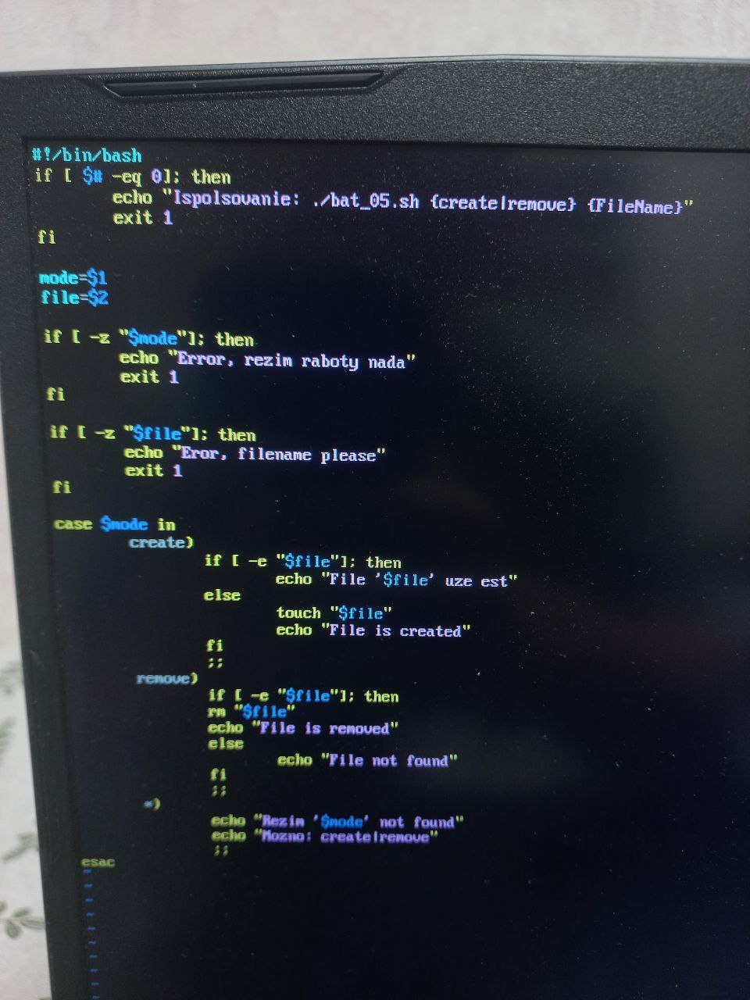 #!/bin/bash
if [ $# -eq 0]; then
        echo "Ispolsovanie: ./bat_05.sh {create|remove} {FileName}"
        exit 1
fi

mode=$1
file=$2

if [ -z "$mode"]; then
        echo "Error, rezim raboty nada"
        exit 1
fi

if [ -z "$file"]; then
        echo "Eror, filename please"
        exit 1
fi

case $mode in
        create)
                if [ -e "$file"]; then
                        echo "File '$file' uze est"
                else
                        touch "$file"
                        echo "File is created"
                fi
                ;;
        remove)
                if [ -e "$file"]; then
                rm "$file"
                echo "File is removed"
                else
                        echo "File not found"
                fi
                ;;
        *)
                echo "Rezim '$mode' not found"
                echo "Mozno: create|remove"
                ;;
esac
~
~
~
~
~
~
~
~
~